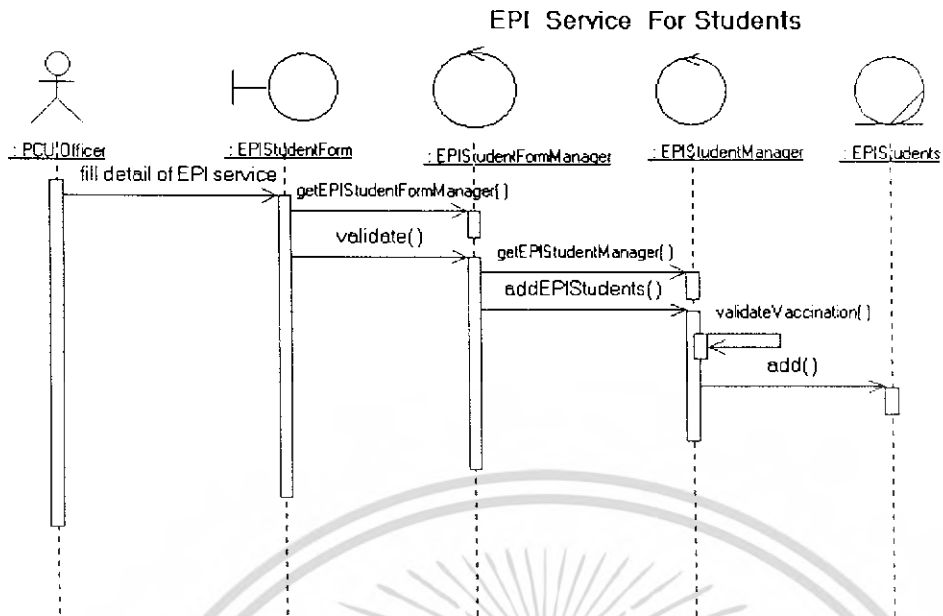 EPI Service For Students
: PCU Officer
: EPIStudentForm
: EPIStudentFormManager
: EPIStudentManager
: EPIStudents
fill detail of EPI service
getEPIStudentFormManager()
validate()
getEPIStudentManager()
addEPIStudents()
validateVaccination()
add()